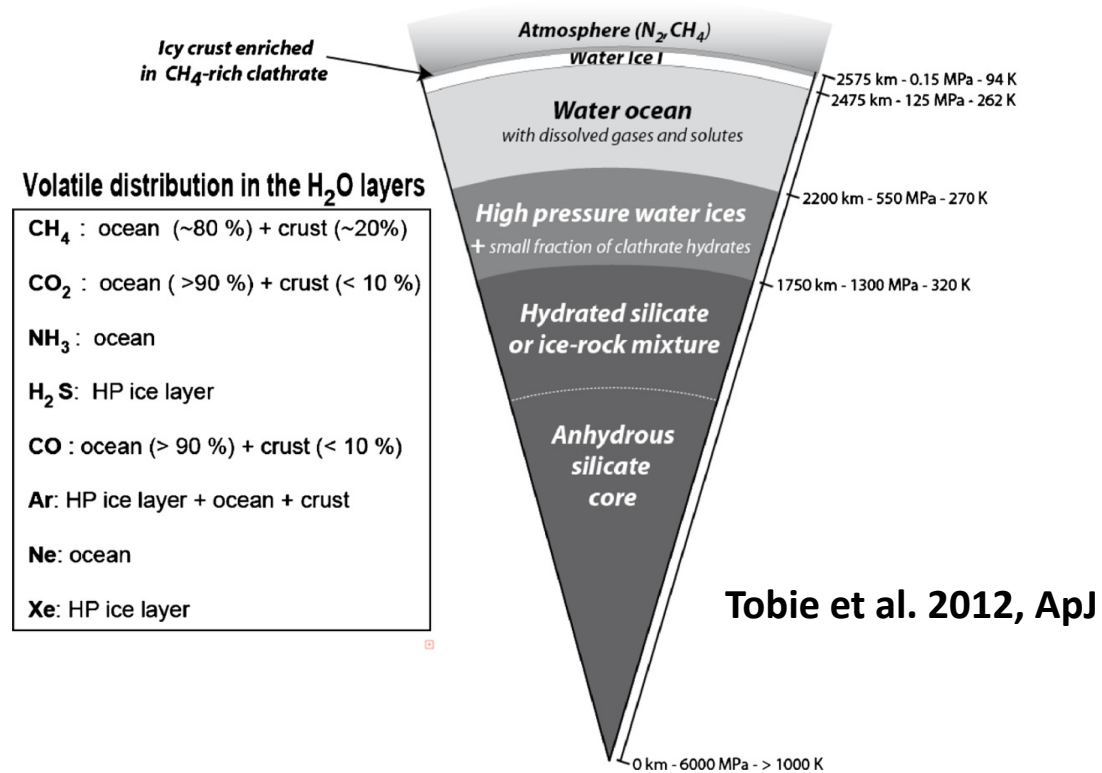 Atmosphere (N₂,CH₄)
Icy crust enriched
in CH₄-rich clathrate
Water Ice I
2575 km - 0.15 MPa - 94 K
2475 km - 125 MPa - 262 K
Water ocean
with dissolved gases and solutes
Volatile distribution in the H₂O layers
2200 km - 550 MPa - 270 K
High pressure water ices
+ small fraction of clathrate hydrates
CH₄ : ocean (~80 %) + crust (~20%)
CO₂ : ocean ( >90 %) + crust (< 10 %)
NH₃ : ocean
H₂ S: HP ice layer
CO : ocean (> 90 %) + crust (< 10 %)
Ar: HP ice layer + ocean + crust
Ne: ocean
Xe: HP ice layer
1750 km - 1300 MPa - 320 K
Hydrated silicate
or ice-rock mixture
Anhydrous
silicate
core
Tobie et al. 2012, ApJ
0 km - 6000 MPa - > 1000 K